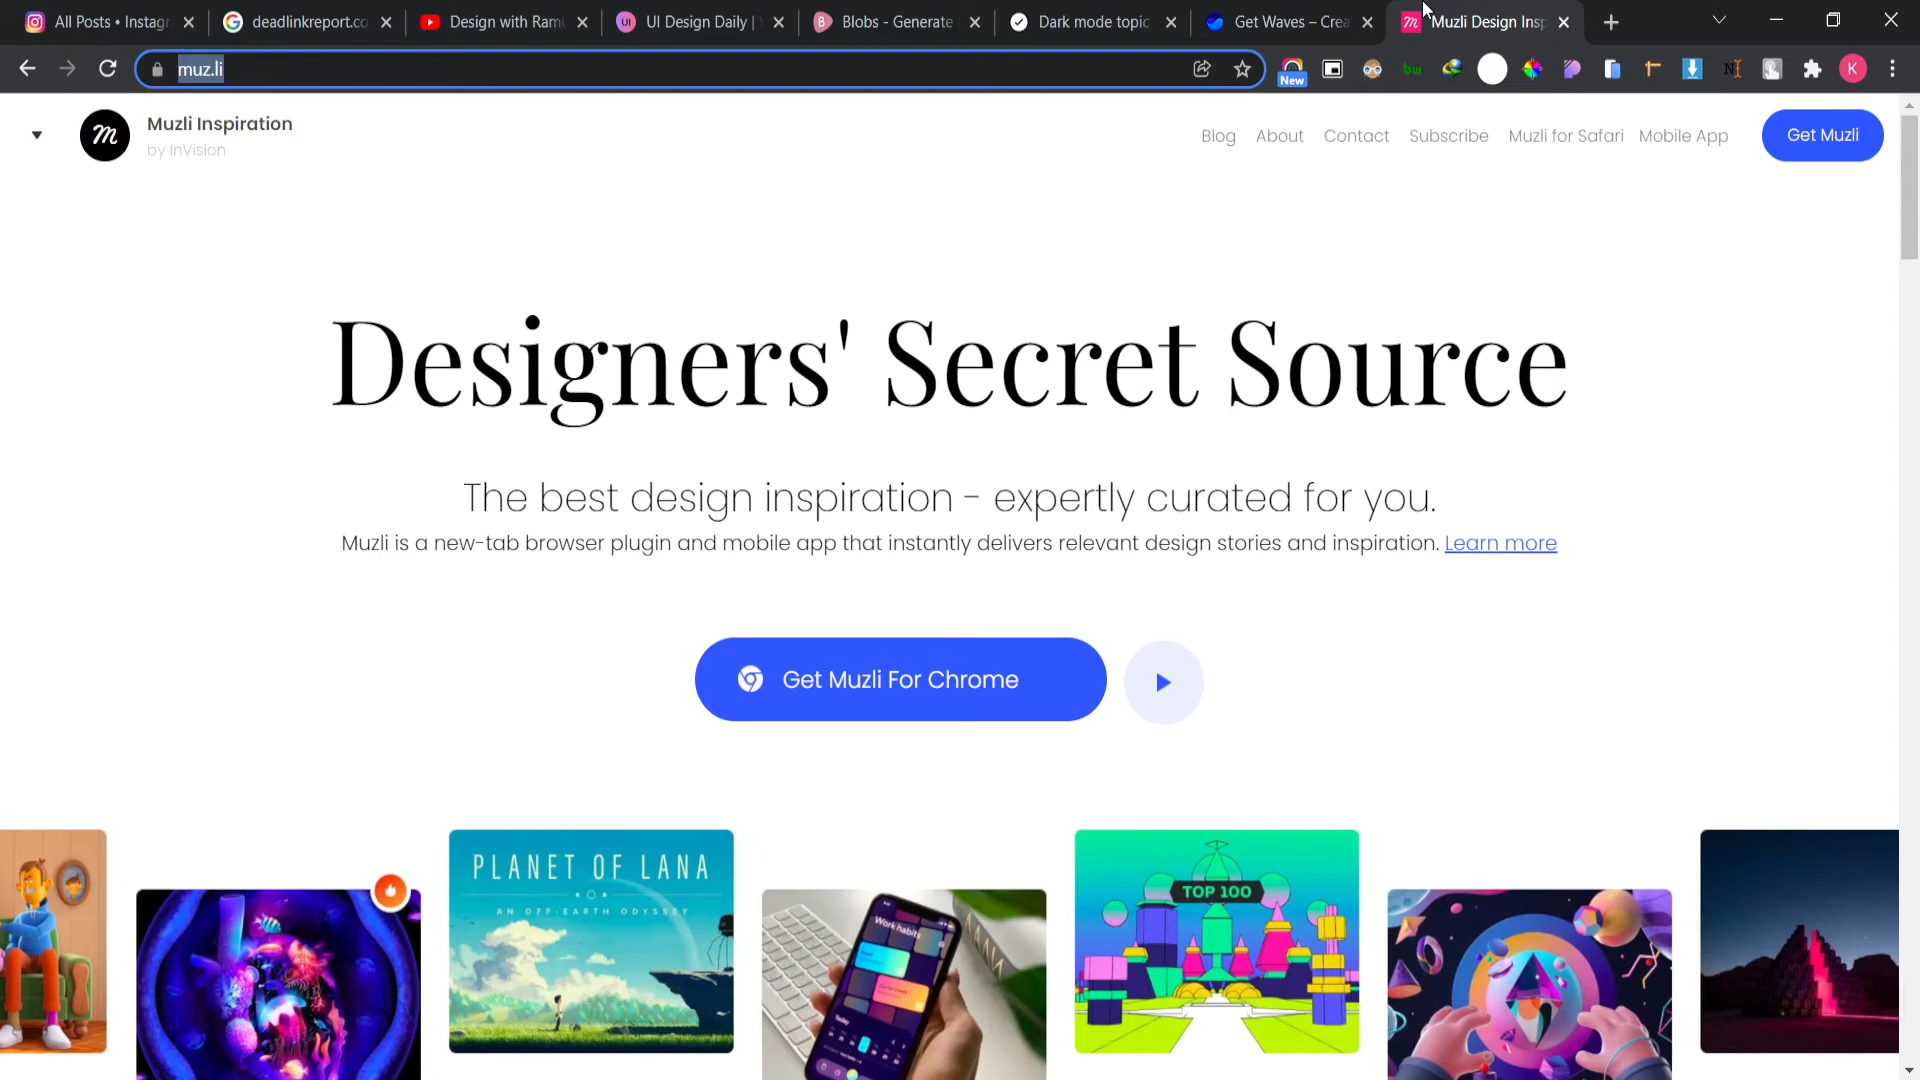 All Posts • Instagr
deadlinkreport.co
Design with Ram
UI Design Daily |
Blobs - Generate
Dark mode topic
Get Waves – Crea
Muzli Design Insp
muz.li
New
K
Muzli Inspiration
by InVision
Blog
About
Contact
Subscribe
Muzli for Safari
Mobile App
Get Muzli
Designers' Secret Source
The best design inspiration - expertly curated for you.
Muzli is a new-tab browser plugin and mobile app that instantly delivers relevant design stories and inspiration. Learn more
Get Muzli For Chrome
PLANET OF LANA
AN OFF-EARTH ODYSSEY
Work habits
Today
TOP 100